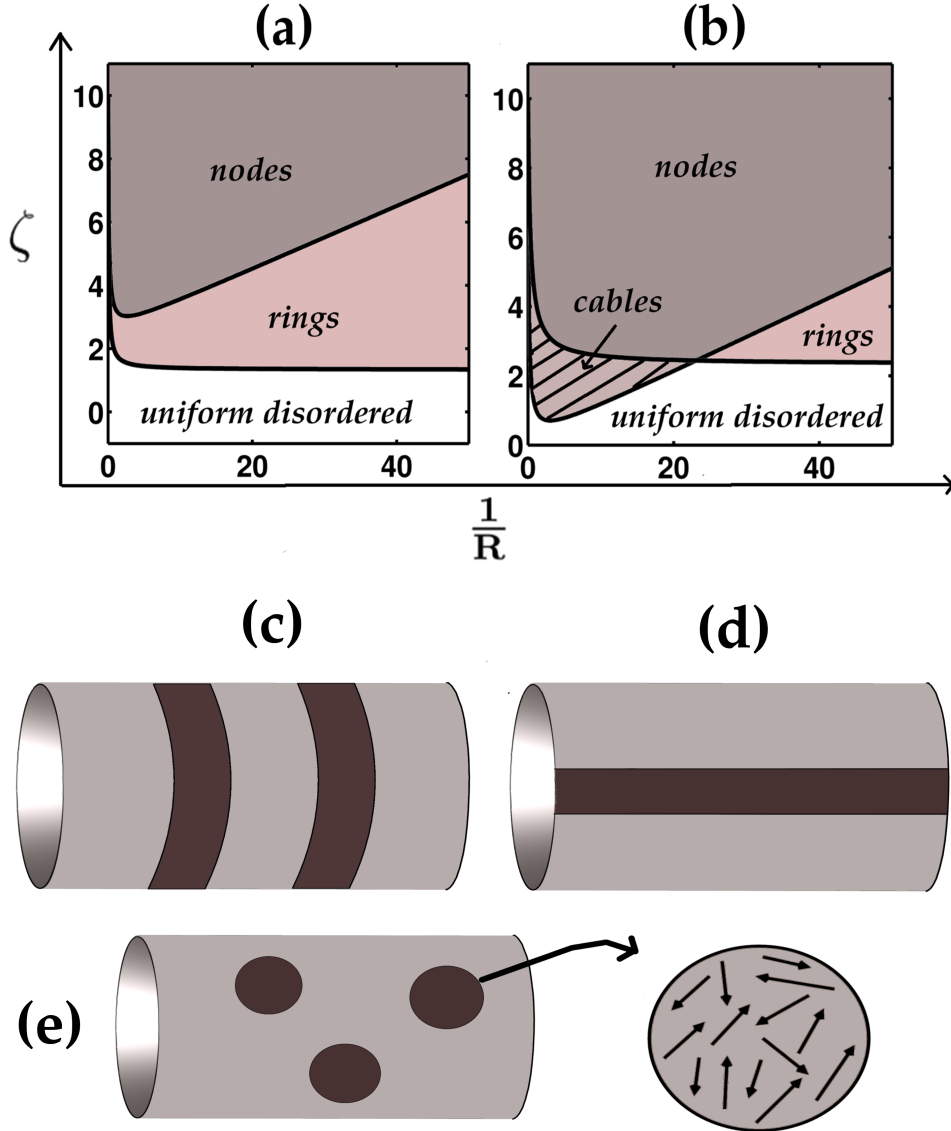 (a)
(b)
10
8
6
4
2
0
nodes
rings
uniform disordered
0
20
40
10
8
6
4
2
0
nodes
cables
rings
uniform disordered
0
20
40
ζ
1
R
(c)
(d)
(e)